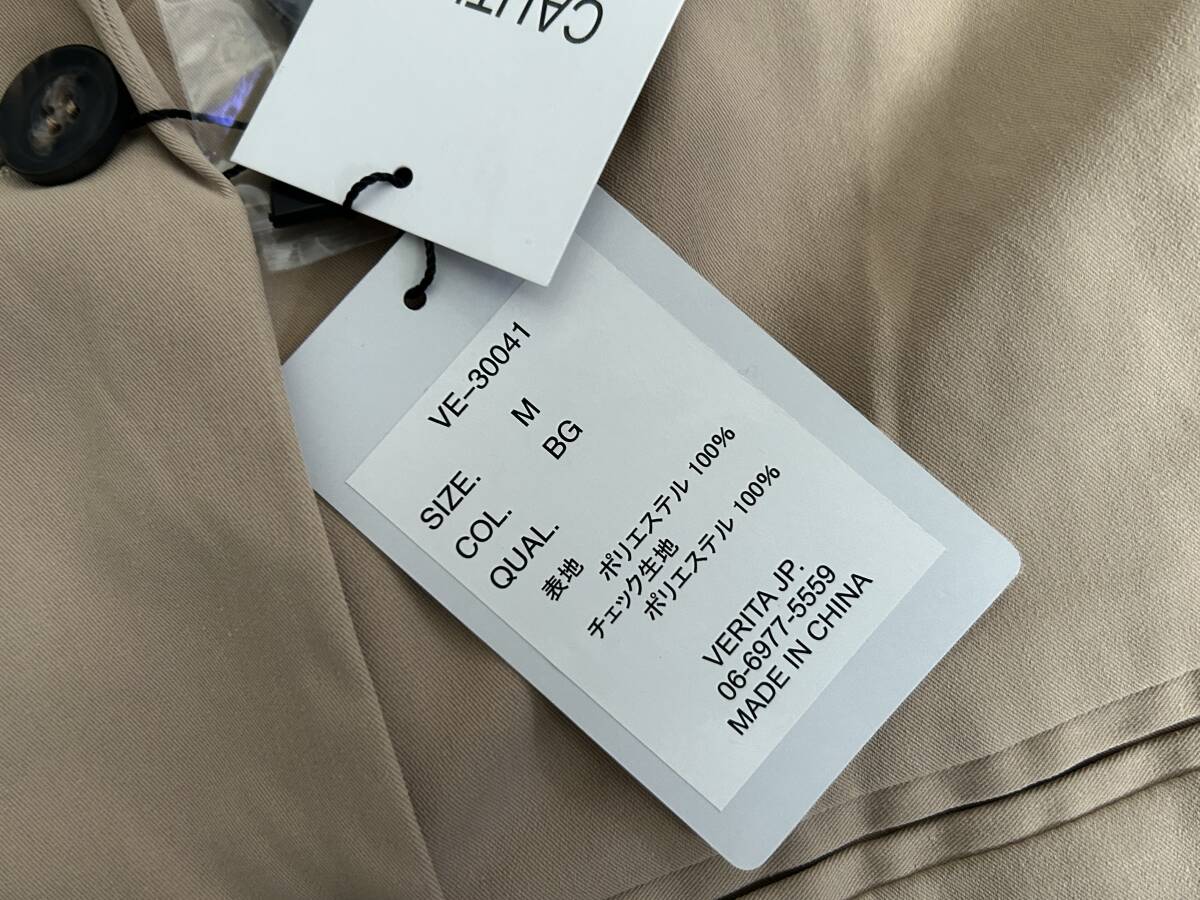 VE-30041
SIZE. M
COL. BG
QUAL.
表地 ポリエステル 100%
チェック生地
ポリエステル 100%
VERITA JP.
06-6977-5559
MADE IN CHINA